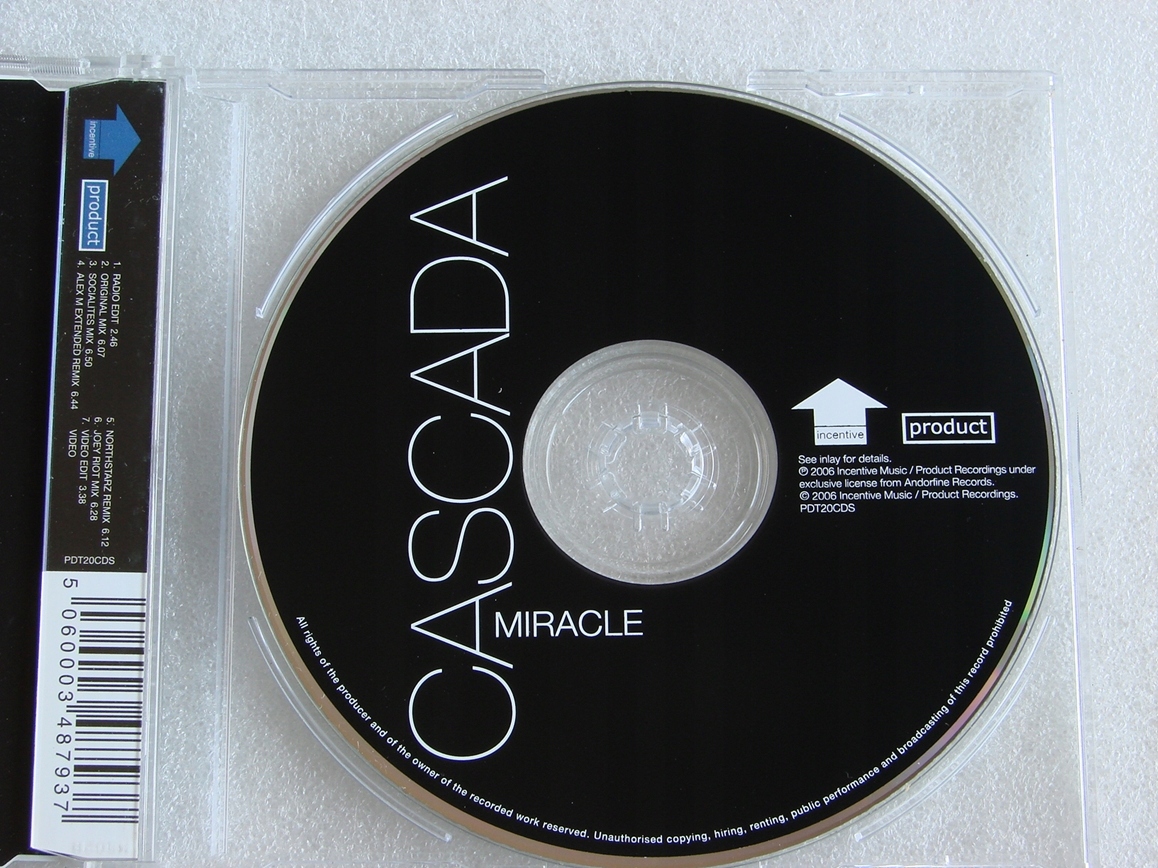 incentive
product
1. RADIO EDIT 2.46
2. ORIGINAL MIX 6.07
3. SOCIALITES MIX 6.50
4. ALEX M EXTENDED REMIX 6.44
5. NORTHSTARZ REMIX 6.12
6. JOEY RIOT MIX 6.28
7. VIDEO EDIT 3.38
VIDEO
PDT20CDS
5 060003 487937
CASCADA
MIRACLE
incentive
product
See inlay for details.
℗ 2006 Incentive Music / Product Recordings under
exclusive license from Andorfine Records.
© 2006 Incentive Music / Product Recordings.
PDT20CDS
All rights of the producer and of the owner of the recorded work reserved. Unauthorised copying, hiring, renting, public performance and broadcasting of this record prohibited